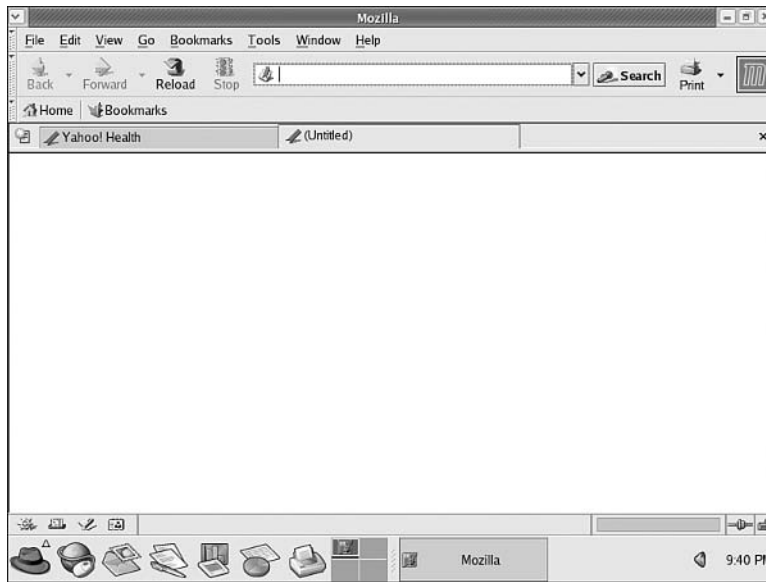 Mozilla
File Edit View Go Bookmarks Tools Window Help
Back Forward Reload Stop Search Print
Home Bookmarks
Yahoo! Health (Untitled)
Mozilla 9:40 PM